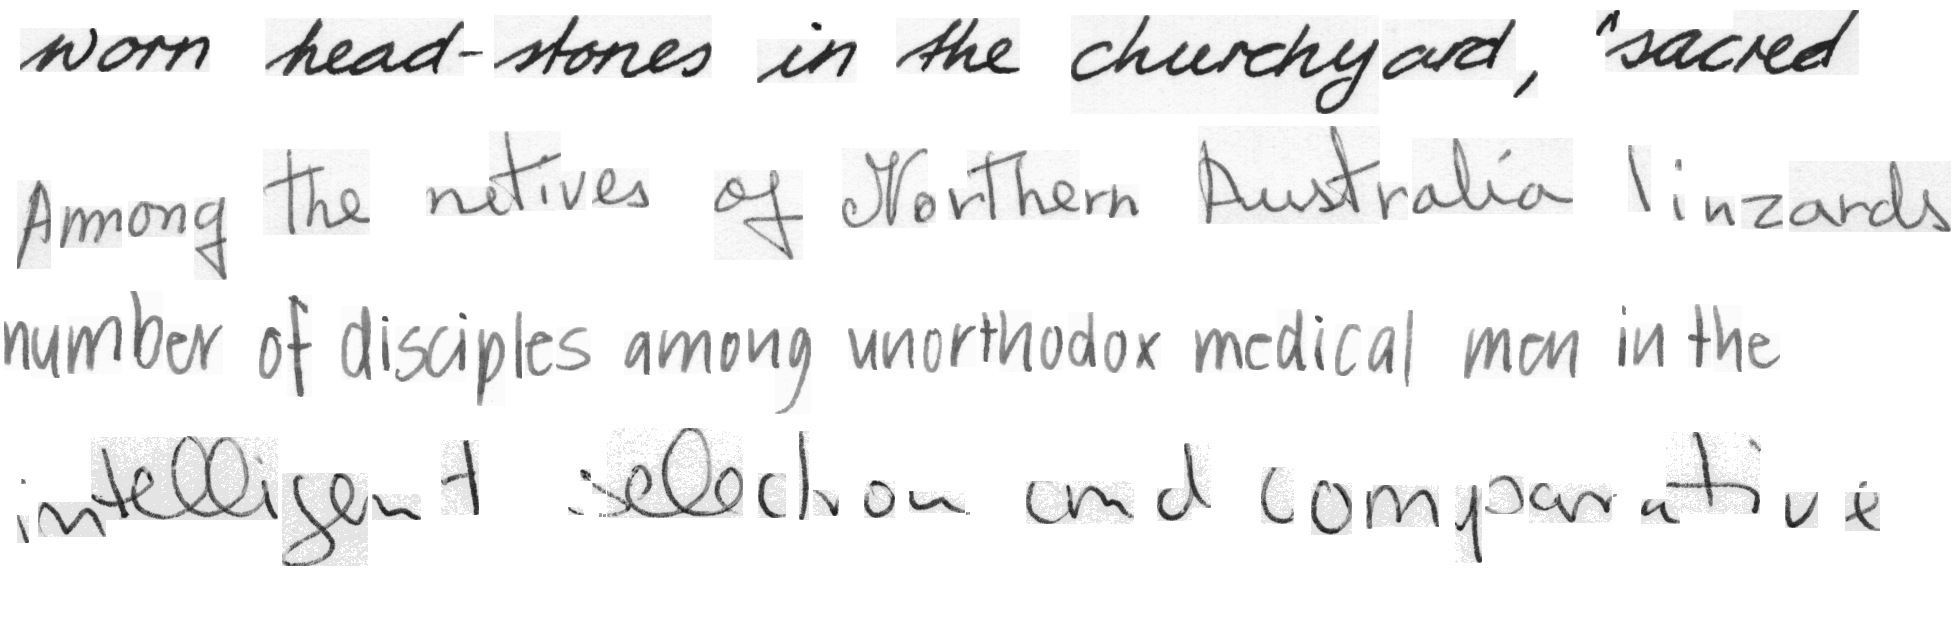 worn head-stones in the churchyard, "sacred
Among the netives of Northern Australia linzards
number of disciples among unorthodox medical men in the
intelligent selection and comparative